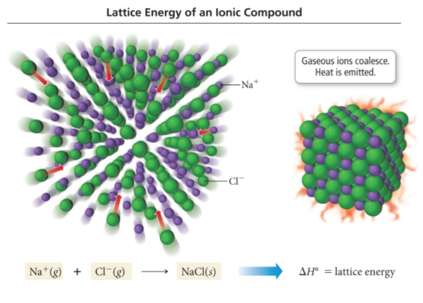 Lattice Energy of an Ionic Compound
Gaseous ions coalesce.
Heat is emitted.
Na⁺
Cl⁻
Na⁺(g) + Cl⁻(g) ⟶ NaCl(s) ΔH° = lattice energy